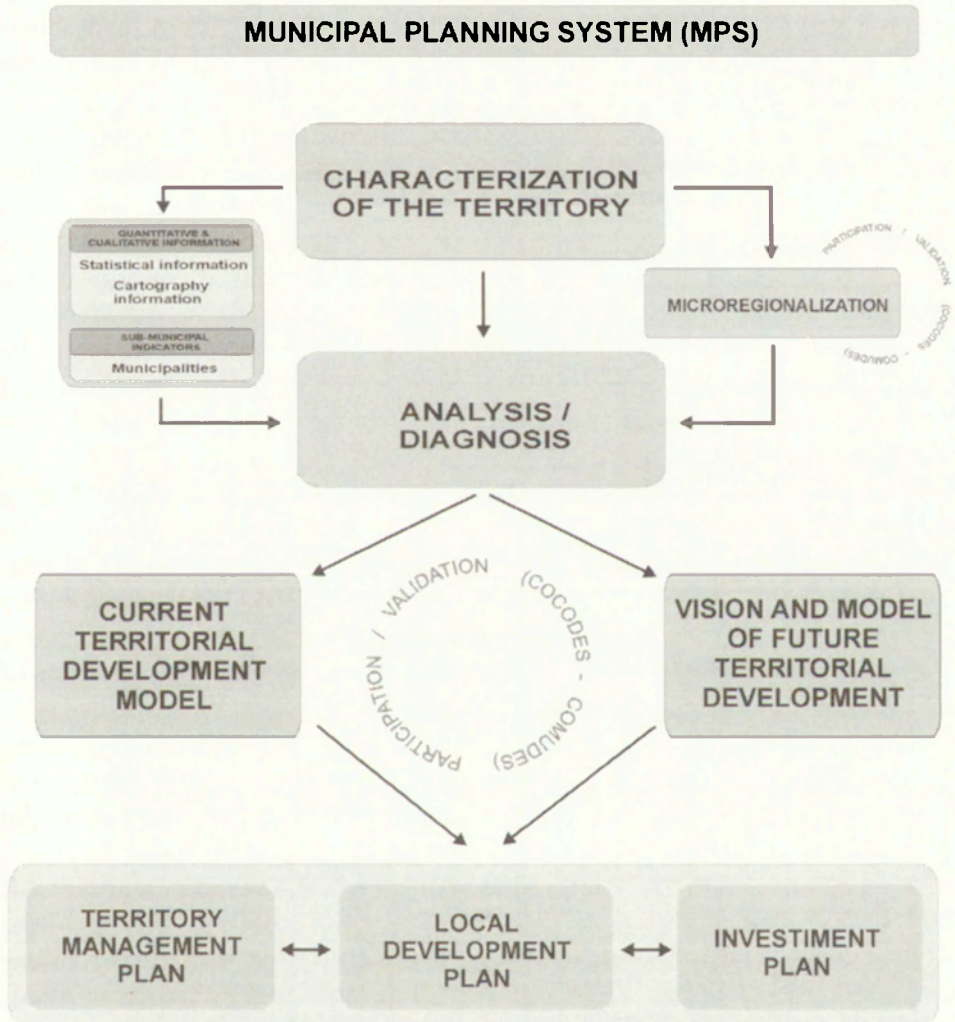 MUNICIPAL PLANNING SYSTEM (MPS)
CHARACTERIZATION
OF THE TERRITORY
QUANTITATIVE &
CUALITATIVE INFORMATION
Statistical information
Cartography
information
SUB-MUNICIPAL
INDICATORS
Municipalities
MICROREGIONALIZATION
PARTICIPATION / VALIDATION (COCODES - COMUDES)
ANALYSIS /
DIAGNOSIS
CURRENT
TERRITORIAL
DEVELOPMENT
MODEL
PARTICIPATION / VALIDATION (COCODES - COMUDES)
VISION AND MODEL
OF FUTURE
TERRITORIAL
DEVELOPMENT
TERRITORY
MANAGEMENT
PLAN
LOCAL
DEVELOPMENT
PLAN
INVESTIMENT
PLAN